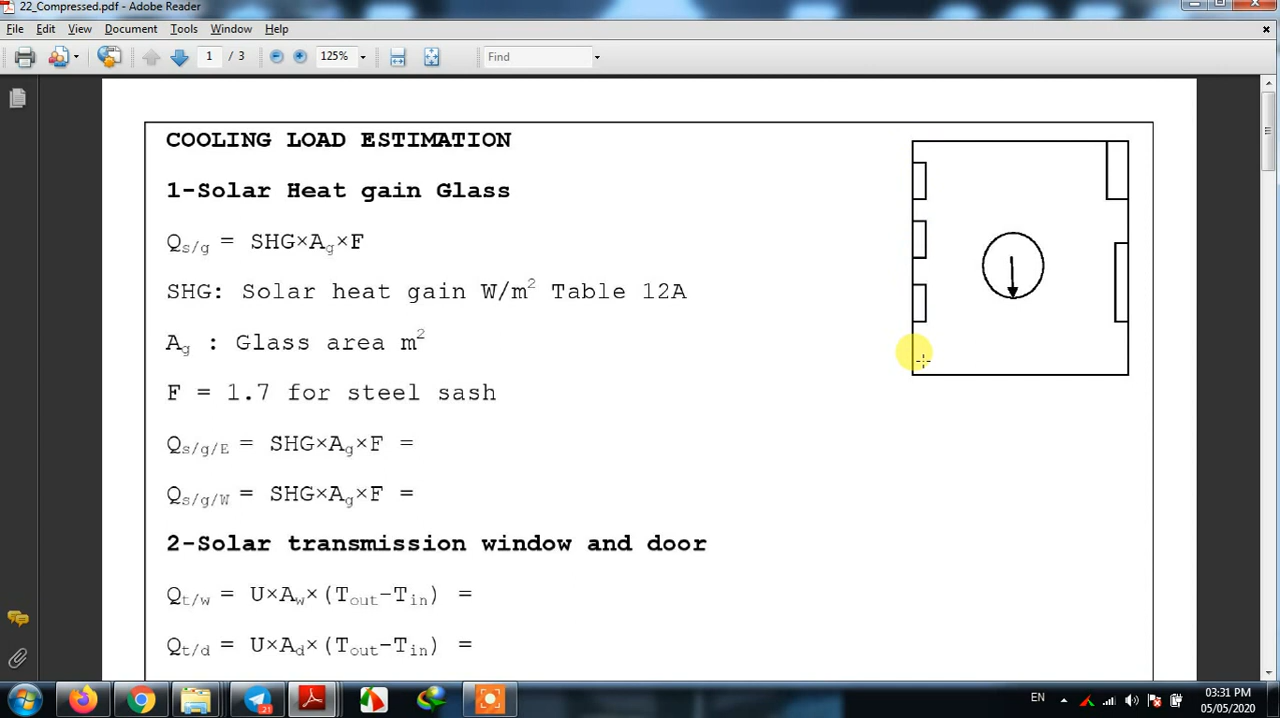 22_Compressed.pdf - Adobe Reader
File Edit View Document Tools Window Help
1 / 3 125% Find
COOLING LOAD ESTIMATION
1-Solar Heat gain Glass
Qs/g = SHG×Ag×F
SHG: Solar heat gain W/m² Table 12A
Ag : Glass area m²
F = 1.7 for steel sash
Qs/g/E = SHG×Ag×F =
Qs/g/W = SHG×Ag×F =
2-Solar transmission window and door
Qt/w = U×Aw×(Tout-Tin) =
Qt/d = U×Ad×(Tout-Tin) =
EN 03:31 PM
05/05/2020